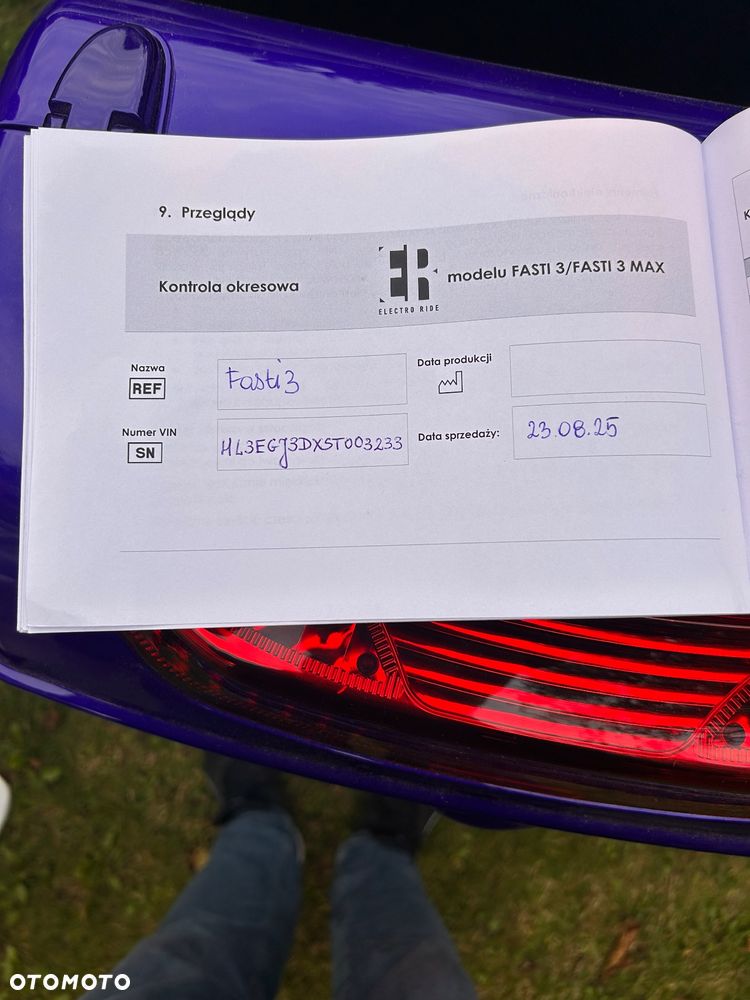 9. Przeglądy
Kontrola okresowa
ER
ELECTRO RIDE
modelu FASTI 3/FASTI 3 MAX
Nazwa
REF
Fasti3
Data produkcji
Numer VIN
SN
HL3EGJ3DXST003233
Data sprzedaży:
23.08.25
K
OTOMOTO